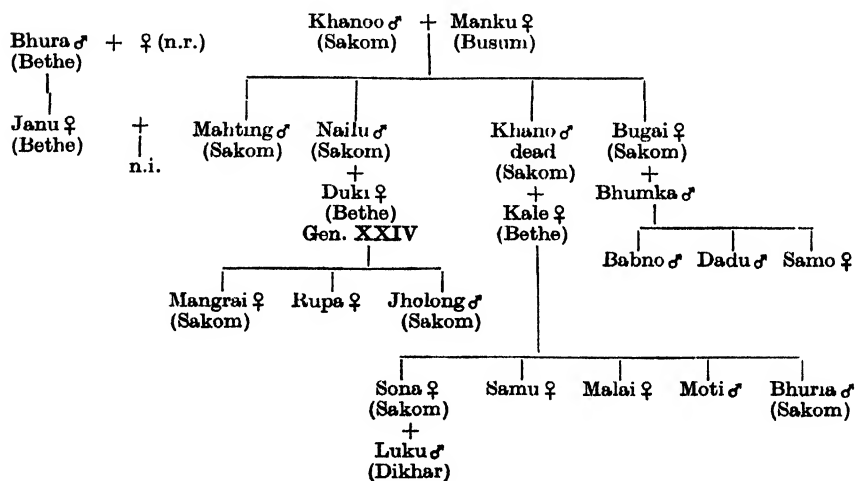 Khanoo ♂ + Manku ♀
(Sakom) (Busum)
Bhura ♂ + ♀ (n.r.)
(Bethe)
Janu ♀ + Mahting ♂ Nailu ♂ Khano ♂ Bugai ♀
(Bethe) n.i. (Sakom) (Sakom) dead (Sakom)
(Sakom)
+ + +
Duki ♀ Kale ♀ Bhumka ♂
(Bethe) (Bethe)
Gen. XXIV
Babno ♂ Dadu ♂ Samo ♀
Mangrai ♀ Rupa ♀ Jholong ♂
(Sakom) (Sakom)
Sona ♀ Samu ♀ Malai ♀ Moti ♂ Bhuria ♂
(Sakom) (Sakom)
+
Luku ♂
(Dikhar)